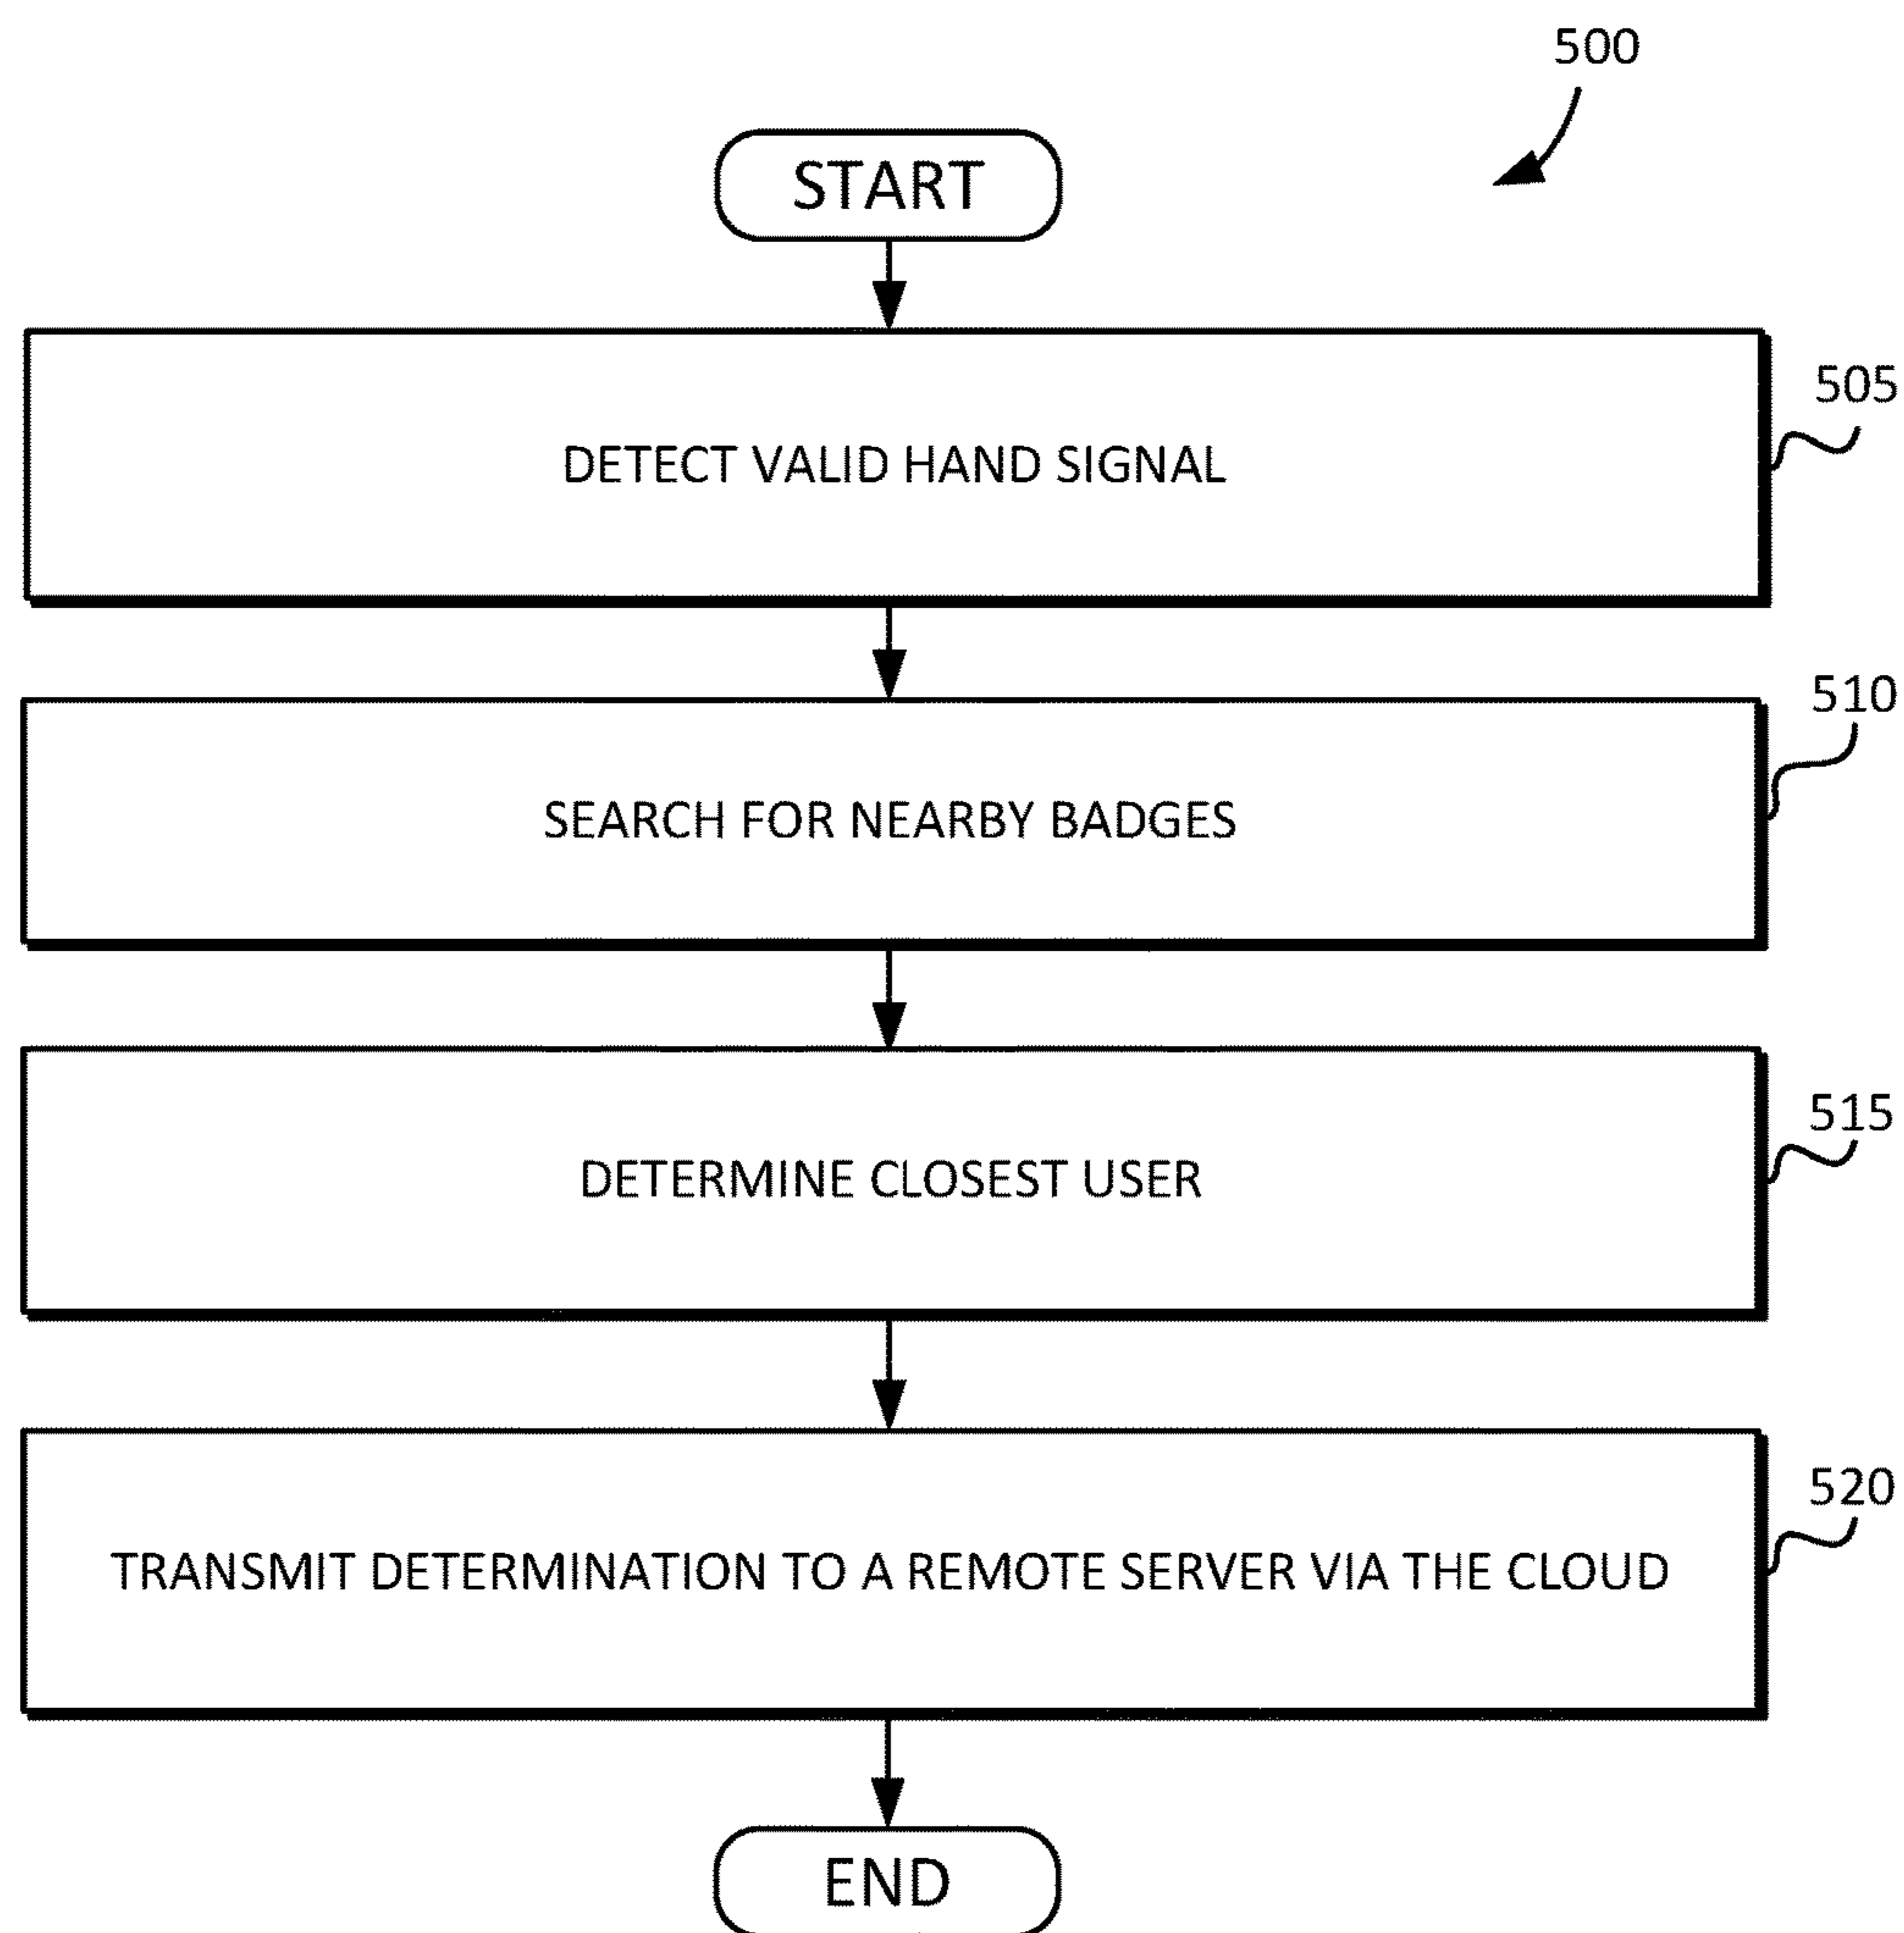 500
START
505
DETECT VALID HAND SIGNAL
510
SEARCH FOR NEARBY BADGES
515
DETERMINE CLOSEST USER
520
TRANSMIT DETERMINATION TO A REMOTE SERVER VIA THE CLOUD
END